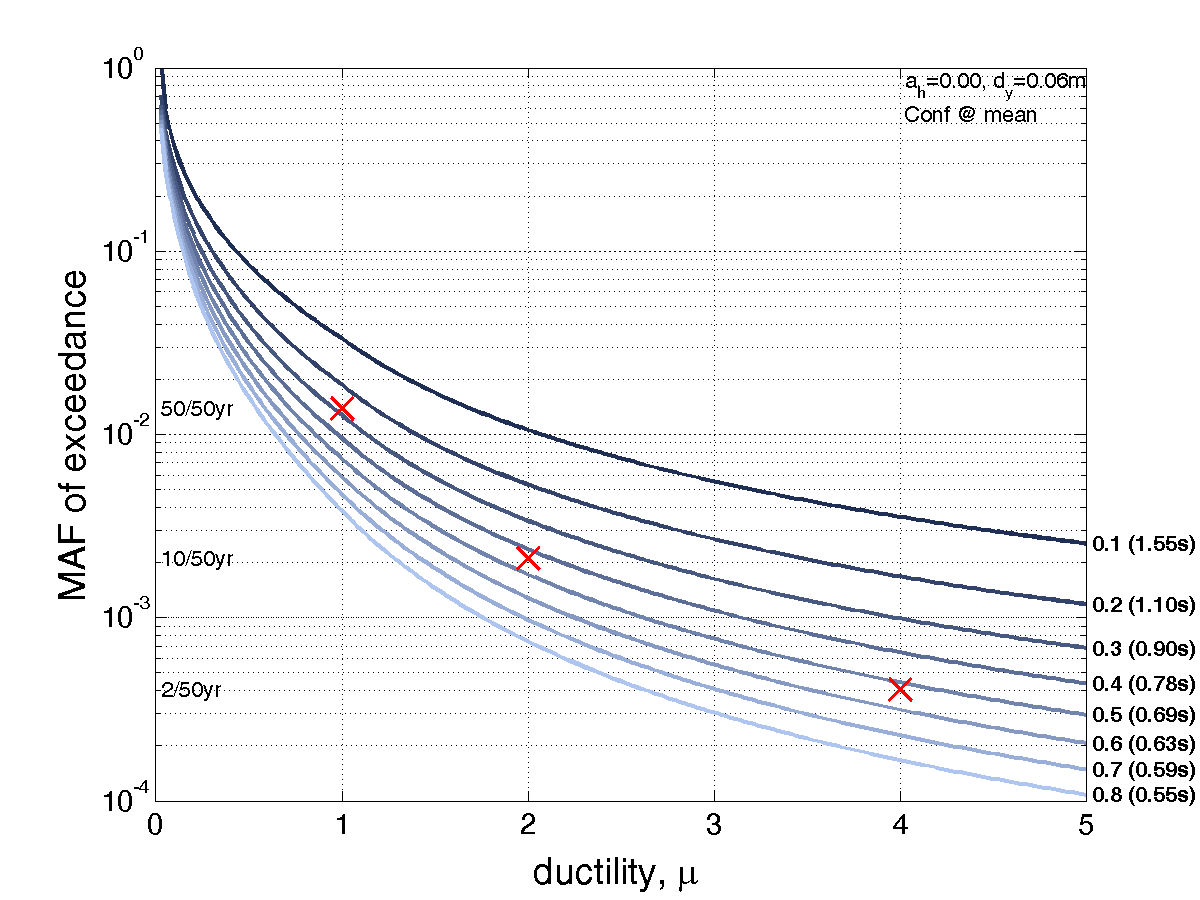 a_h=0.00, d_y=0.06m
Conf @ mean
MAF of exceedance
10^0
10^-1
10^-2
10^-3
10^-4
50/50yr
10/50yr
2/50yr
0.1 (1.55s)
0.2 (1.10s)
0.3 (0.90s)
0.4 (0.78s)
0.5 (0.69s)
0.6 (0.63s)
0.7 (0.59s)
0.8 (0.55s)
0 1 2 3 4 5
ductility, μ